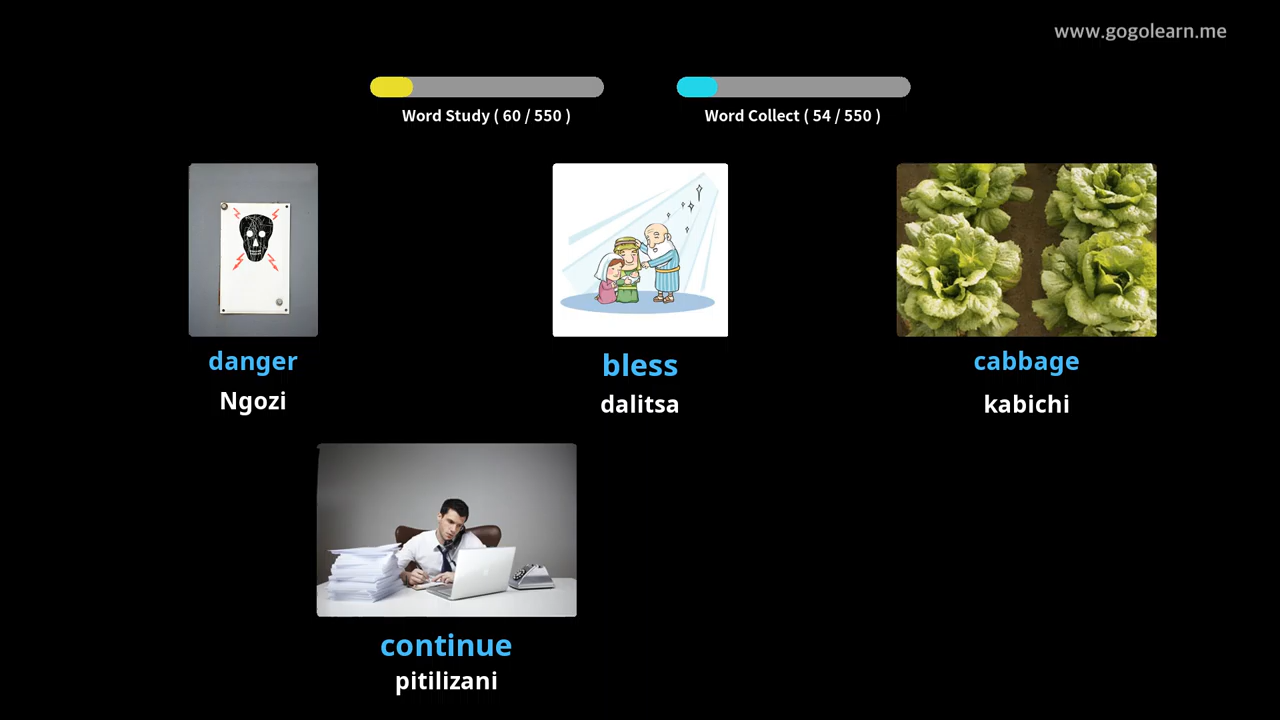 www.gogolearn.me
Word Study ( 60 / 550 )
Word Collect ( 54 / 550 )
danger
Ngozi
bless
dalitsa
cabbage
kabichi
continue
pitilizani